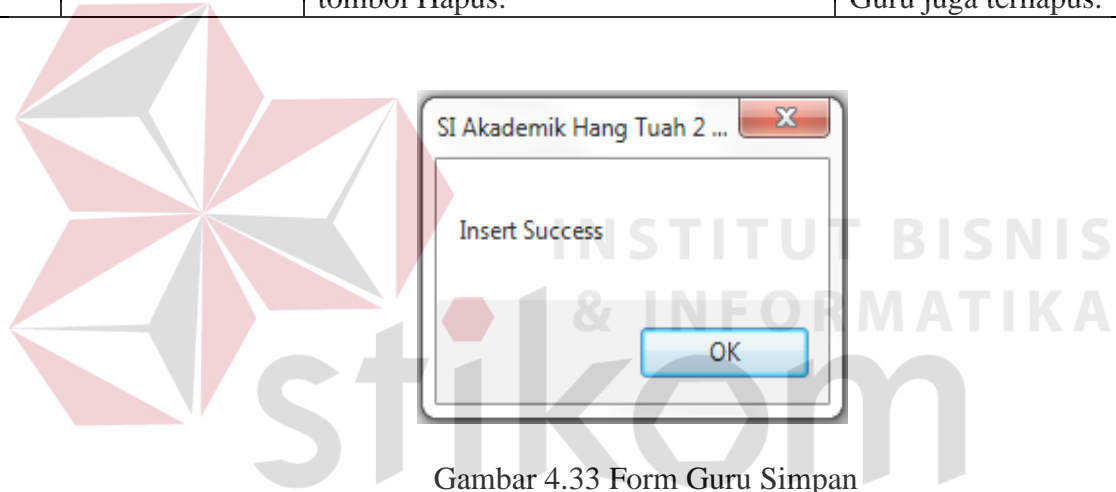 tombol Hapus.
Guru juga terhapus.
SI Akademik Hang Tuah 2 ...
Insert Success
OK
INSTITUT BISNIS
& INFORMATIKA
stikom
Gambar 4.33 Form Guru Simpan